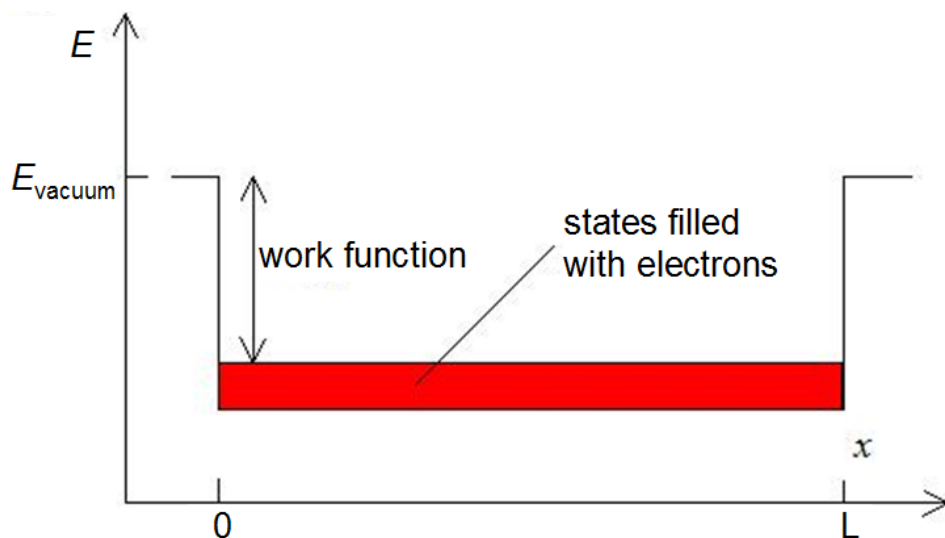 E
Evacuum
work function
states filled
with electrons
x
0
L